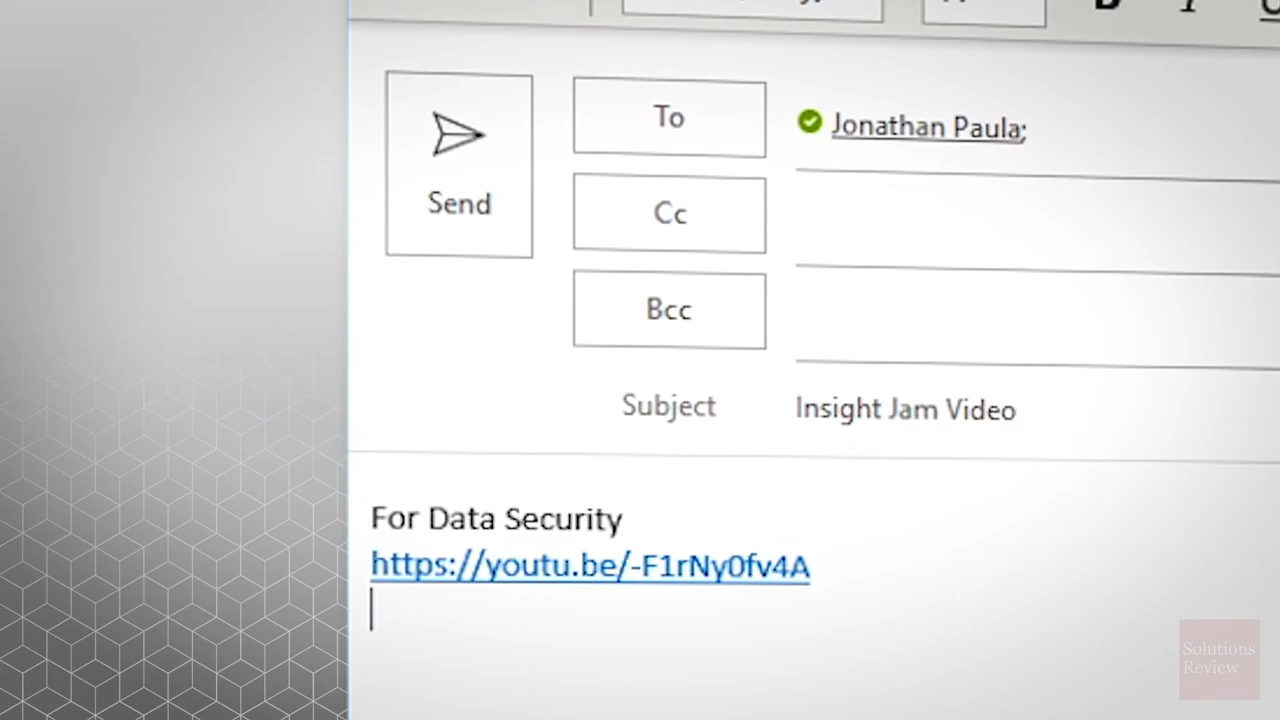 Send
To
Jonathan Paula;
Cc
Bcc
Subject
Insight Jam Video
For Data Security
https://youtu.be/-F1rNy0fv4A
Solutions
Review